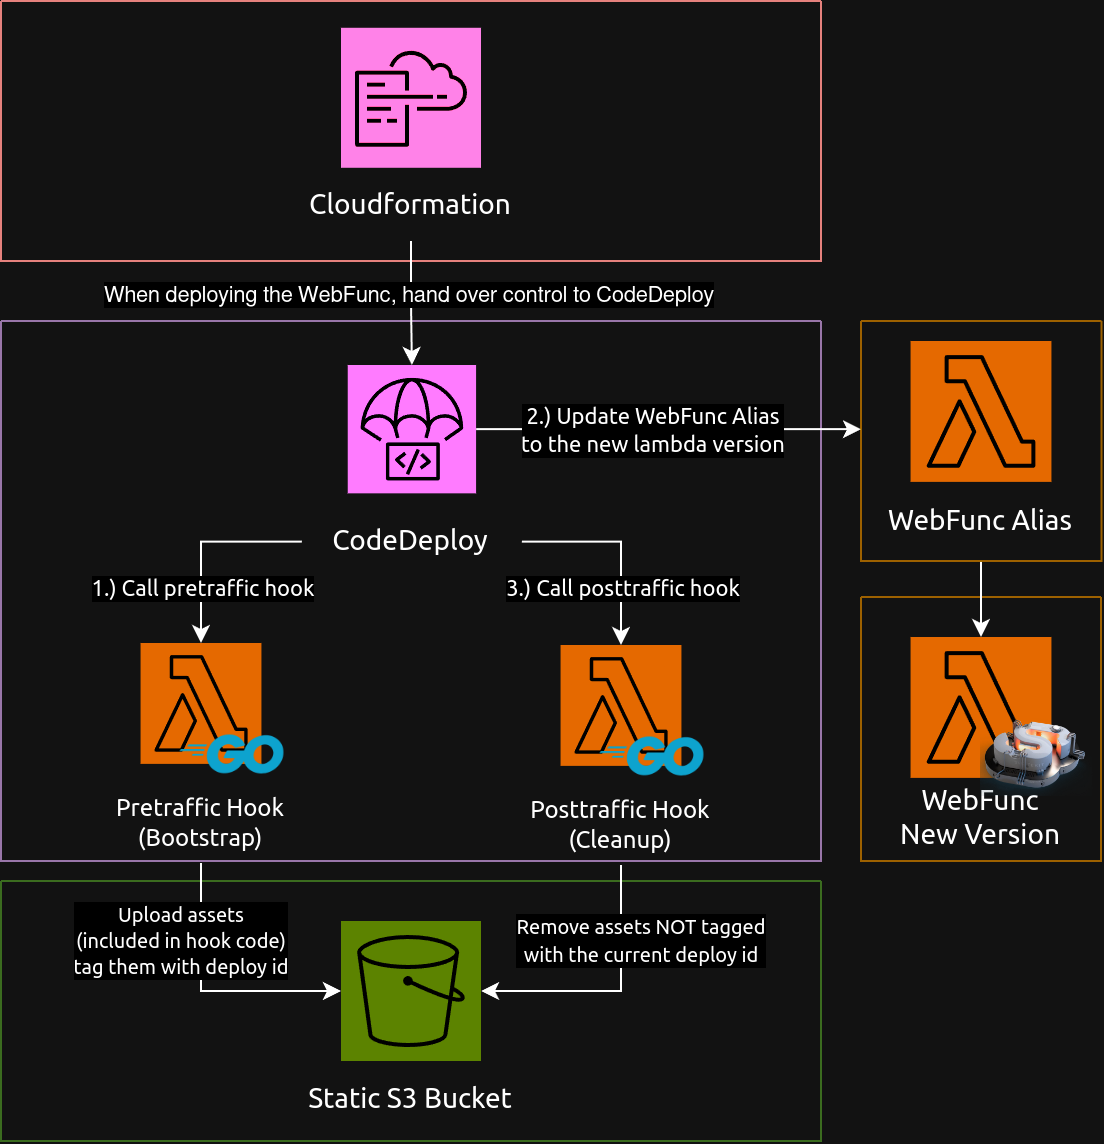 Cloudformation
When deploying the WebFunc, hand over control to CodeDeploy
</>
2.) Update WebFunc Alias
to the new lambda version
WebFunc Alias
CodeDeploy
1.) Call pretraffic hook
3.) Call posttraffic hook
GO
GO
Pretraffic Hook
(Bootstrap)
Posttraffic Hook
(Cleanup)
WebFunc
New Version
Upload assets
(included in hook code)
tag them with deploy id
Remove assets NOT tagged
with the current deploy id
Static S3 Bucket